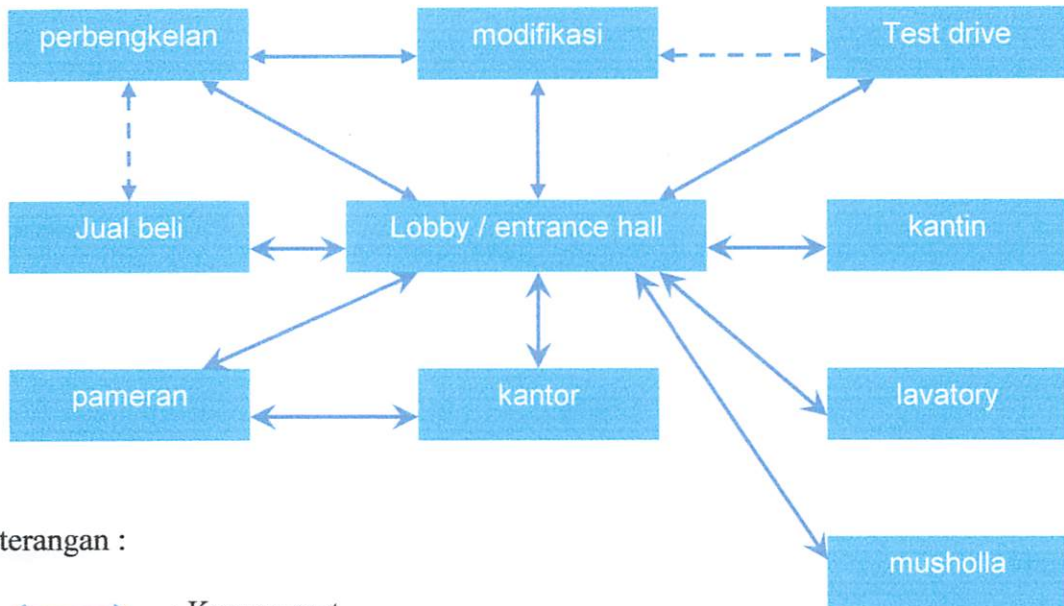 perbengkelan
modifikasi
Test drive
Jual beli
Lobby / entrance hall
kantin
pameran
kantor
lavatory
terangan :
musholla